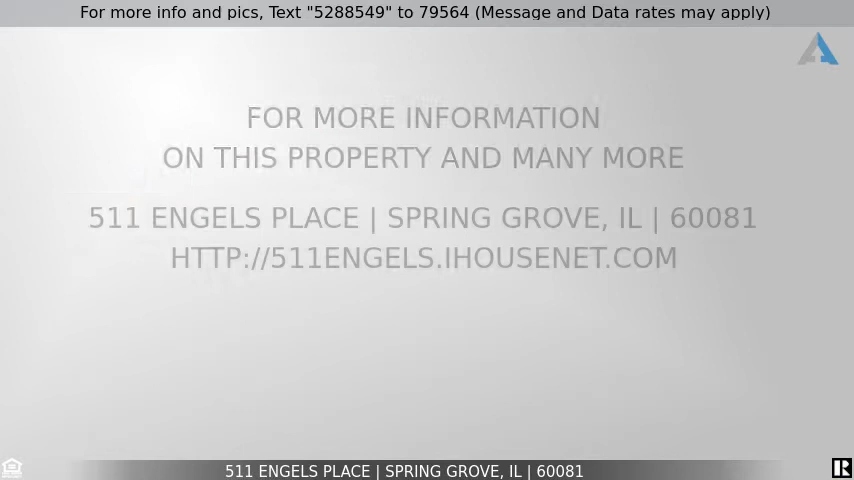 For more info and pics, Text "5288549" to 79564 (Message and Data rates may apply)
FOR MORE INFORMATION
ON THIS PROPERTY AND MANY MORE
511 ENGELS PLACE | SPRING GROVE, IL | 60081
HTTP://511ENGELS.IHOUSENET.COM
511 ENGELS PLACE | SPRING GROVE, IL | 60081